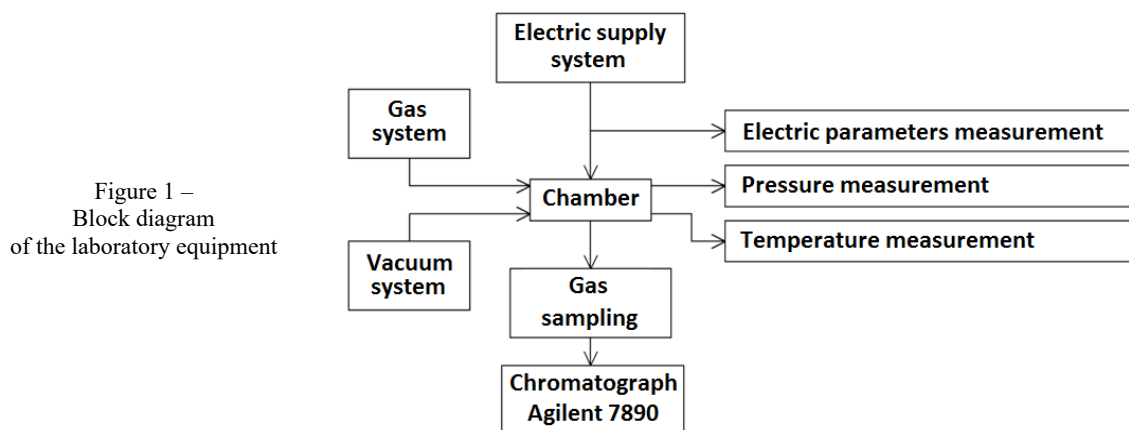 Electric supply
system
Gas
system
Electric parameters measurement
Figure 1 –
Block diagram
of the laboratory equipment
Chamber
Pressure measurement
Temperature measurement
Vacuum
system
Gas
sampling
Chromatograph
Agilent 7890